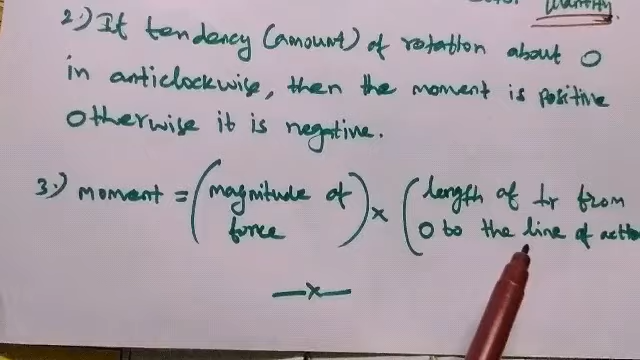 Quantity.
2.) If tendency (amount) of rotation about O
in anticlockwise, then the moment is positive
otherwise it is negative.
3.) moment = (magnitude of force) × (length of ⊥r from
O to the line of actio
—x—